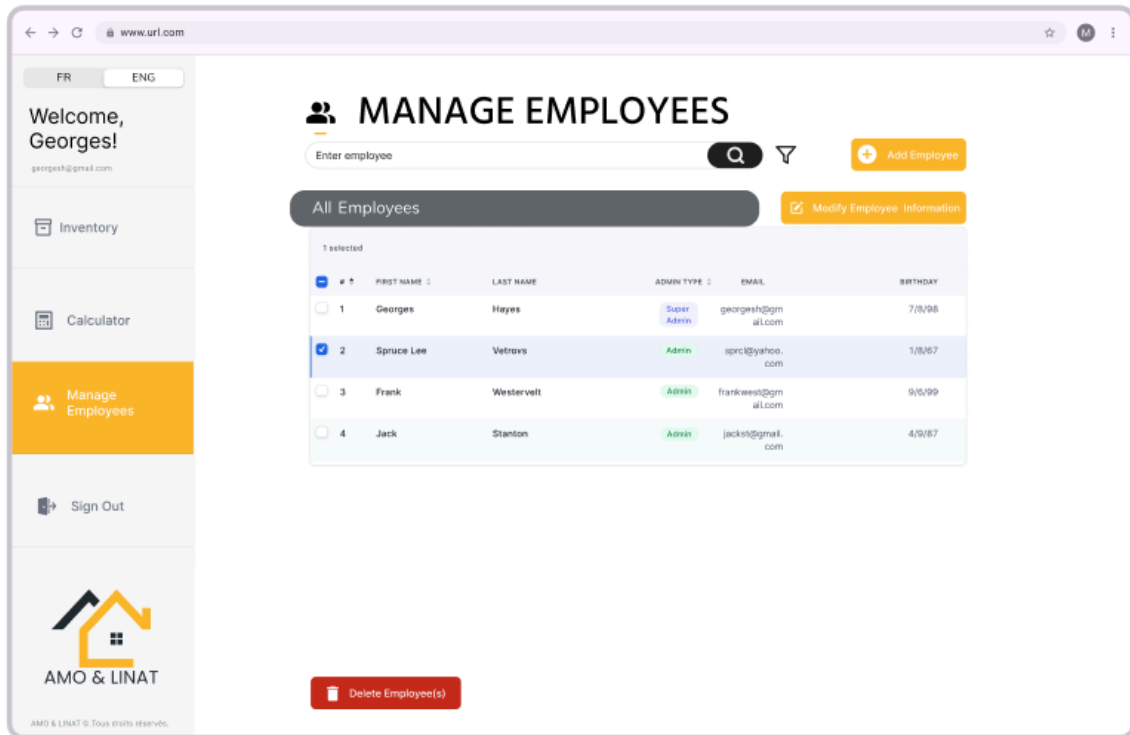 www.url.com
M
FR ENG
Welcome,
Georges!
georgesh@gmail.com
Inventory
Calculator
Manage
Employees
Sign Out
AMO & LINAT
AMO & LINAT © Tous droits réservés.
MANAGE EMPLOYEES
Enter employee
Add Employee
All Employees
Modify Employee Information
1 selected
# FIRST NAME LAST NAME ADMIN TYPE EMAIL BIRTHDAY
1 Georges Hayes Super georgesh@gm 7/8/98
Admin ail.com
2 Spruce Lee Vetrovs Admin sprcl@yahoo. 1/8/67
com
3 Frank Westervelt Admin frankwest@gm 9/6/99
ail.com
4 Jack Stanton Admin jackst@gmail. 4/9/87
com
Delete Employee(s)